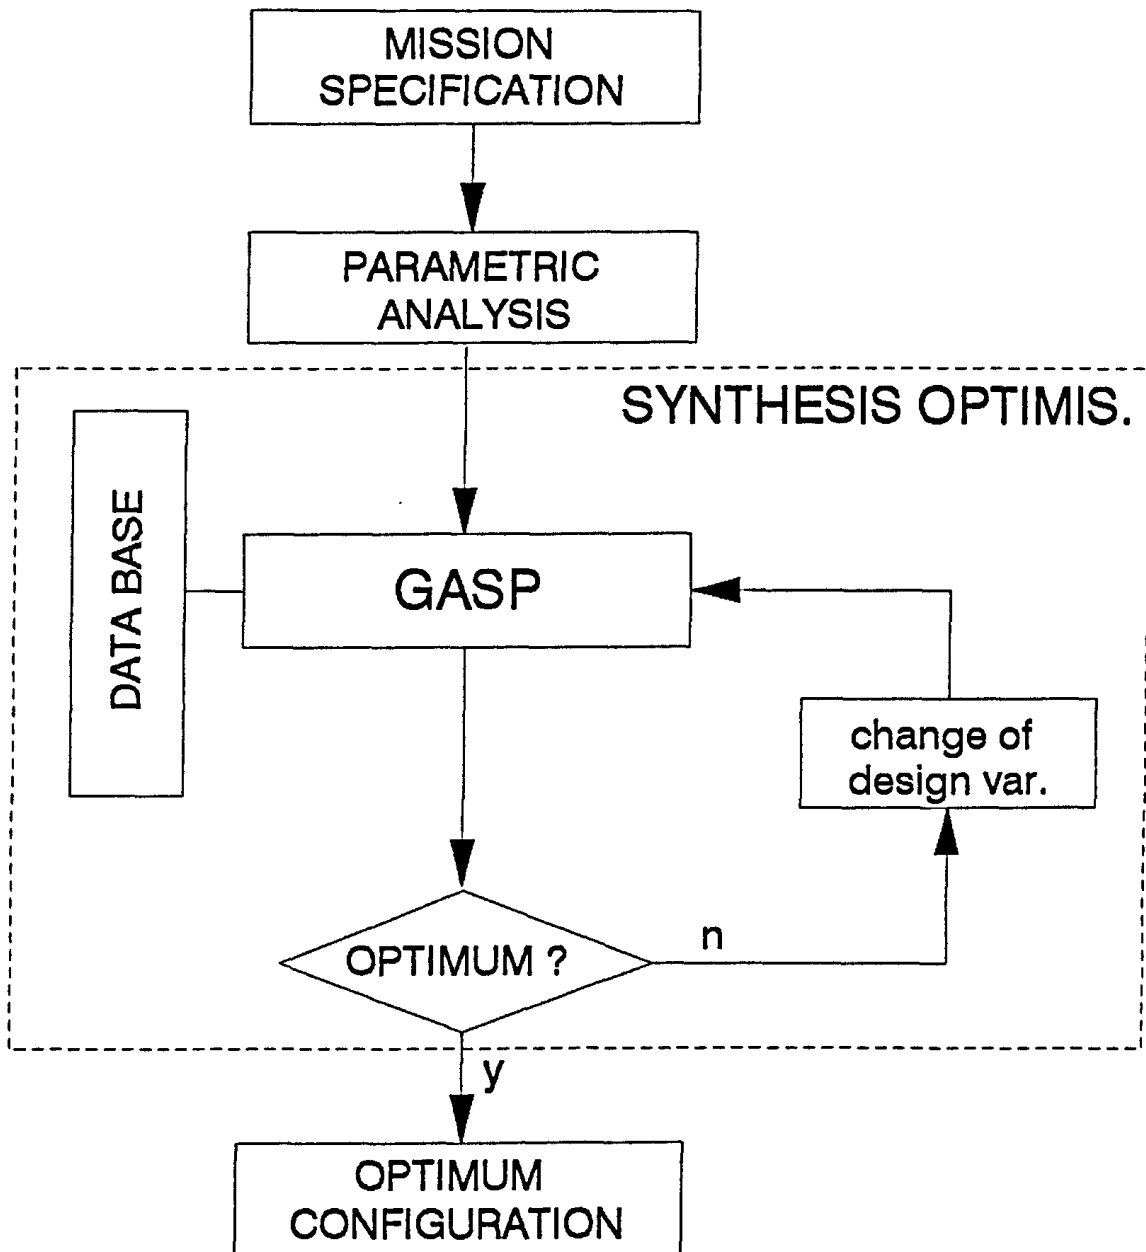 MISSION
SPECIFICATION
PARAMETRIC
ANALYSIS
SYNTHESIS OPTIMIS.
DATA BASE
GASP
change of
design var.
OPTIMUM ?
n
y
OPTIMUM
CONFIGURATION